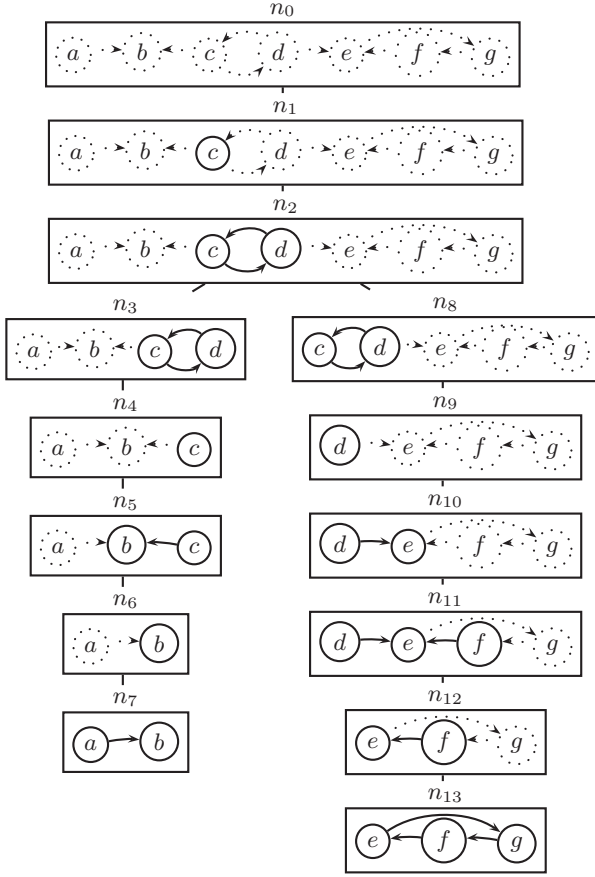 n₀
a b c d e f g
n₁
a b c d e f g
n₂
a b c d e f g
n₃
a b c d
n₄
a b c
n₅
a b c
n₆
a b
n₇
a b
n₈
c d e f g
n₉
d e f g
n₁₀
d e f g
n₁₁
d e f g
n₁₂
e f g
n₁₃
e f g